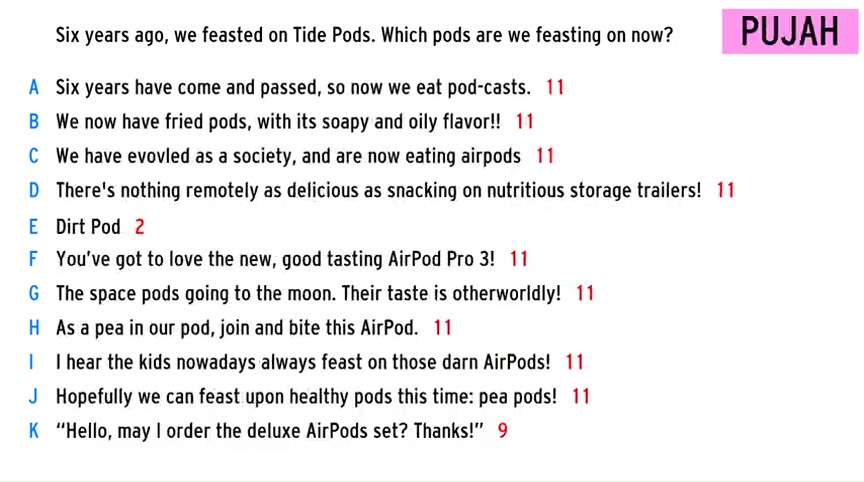 Six years ago, we feasted on Tide Pods. Which pods are we feasting on now?
PUJAH
A Six years have come and passed, so now we eat pod-casts. 11
B We now have fried pods, with its soapy and oily flavor!! 11
C We have evovled as a society, and are now eating airpods 11
D There's nothing remotely as delicious as snacking on nutritious storage trailers! 11
E Dirt Pod 2
F You've got to love the new, good tasting AirPod Pro 3! 11
G The space pods going to the moon. Their taste is otherworldly! 11
H As a pea in our pod, join and bite this AirPod. 11
I I hear the kids nowadays always feast on those darn AirPods! 11
J Hopefully we can feast upon healthy pods this time: pea pods! 11
K “Hello, may I order the deluxe AirPods set? Thanks!” 9